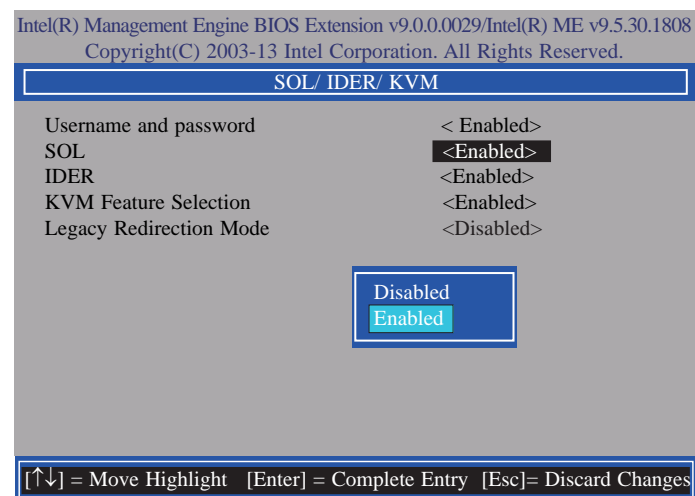 Intel(R) Management Engine BIOS Extension v9.0.0.0029/Intel(R) ME v9.5.30.1808
Copyright(C) 2003-13 Intel Corporation. All Rights Reserved.
SOL/ IDER/ KVM
Username and password < Enabled>
SOL <Enabled>
IDER <Enabled>
KVM Feature Selection <Enabled>
Legacy Redirection Mode <Disabled>
Disabled
Enabled
[↑↓] = Move Highlight [Enter] = Complete Entry [Esc]= Discard Changes